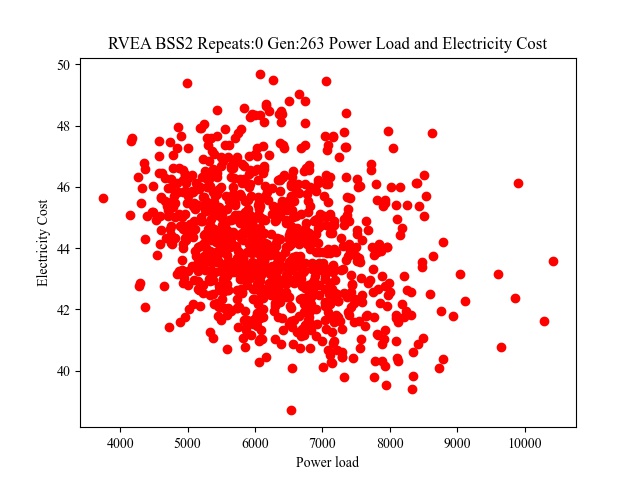 RVEA BSS2 Repeats:0 Gen:263 Power Load and Electricity Cost
50
48
46
44
42
40
Electricity Cost
4000 5000 6000 7000 8000 9000 10000
Power load